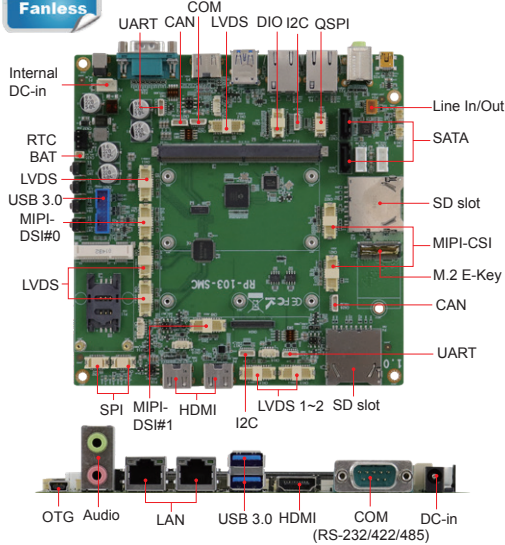 Fanless
COM
UART CAN LVDS DIO I2C QSPI
Internal
DC-in
Line In/Out
RTC
BAT
SATA
LVDS
USB 3.0
SD slot
MIPI-
DSI#0
MIPI-CSI
M.2 E-Key
LVDS
RP-103-SMC
CAN
UART
1.0
SPI
MIPI-
DSI#1
HDMI
I2C
LVDS 1~2
SD slot
OTG Audio LAN USB 3.0 HDMI COM DC-in
(RS-232/422/485)